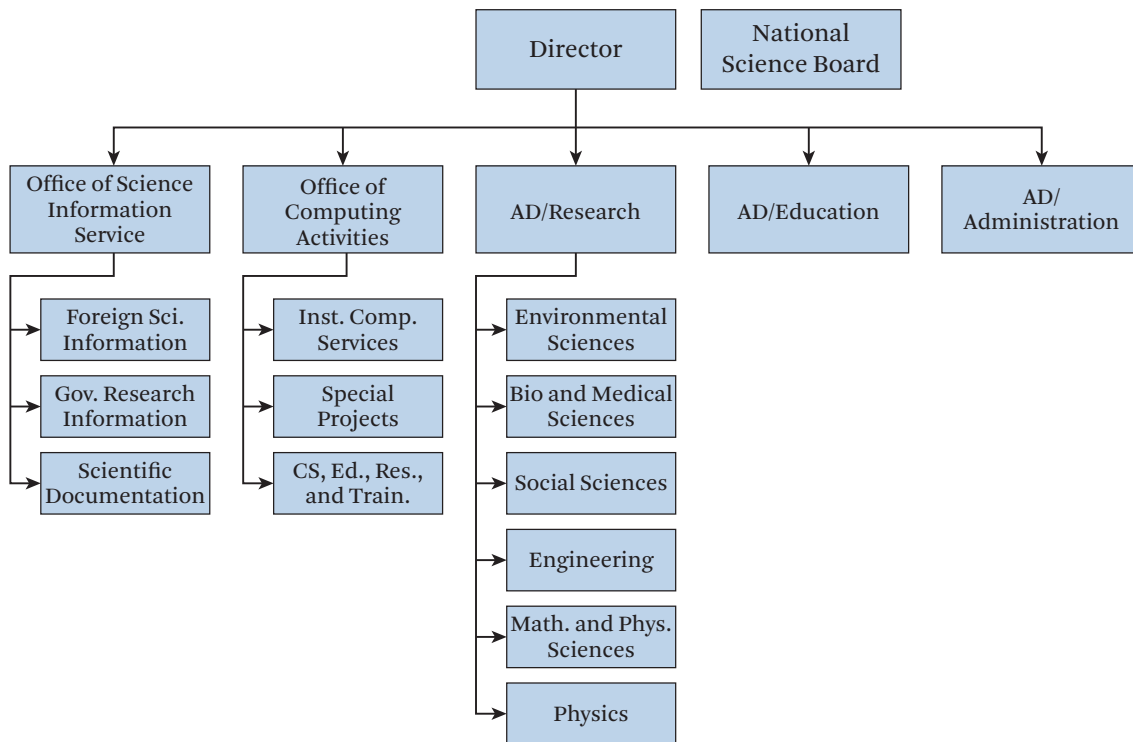 Director
National
Science Board
Office of Science
Information
Service
Office of
Computing
Activities
AD/Research
AD/Education
AD/
Administration
Foreign Sci.
Information
Gov. Research
Information
Scientific
Documentation
Inst. Comp.
Services
Special
Projects
CS, Ed., Res.,
and Train.
Environmental
Sciences
Bio and Medical
Sciences
Social Sciences
Engineering
Math. and Phys.
Sciences
Physics